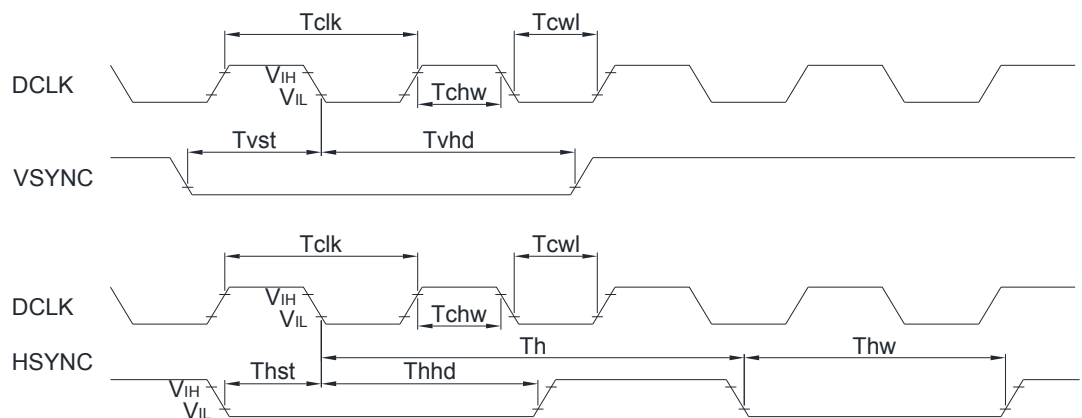 Tclk Tcwl
DCLK VIH
VIL Tchw
Tvst Tvhd
VSYNC
Tclk Tcwl
DCLK VIH
VIL Tchw
HSYNC Th Thw
Thst Thhd
VIH
VIL